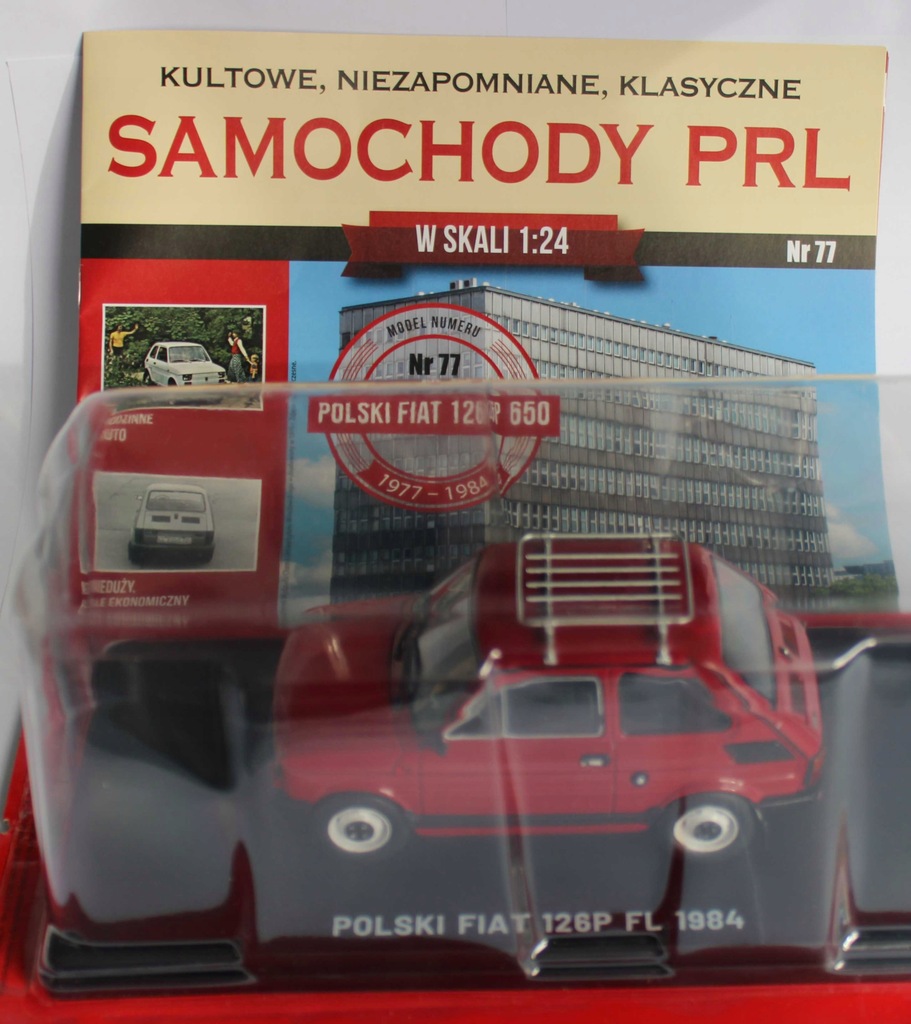 KULTOWE, NIEZAPOMNIANE, KLASYCZNE
SAMOCHODY PRL
W SKALI 1:24
Nr 77
MODEL NUMERU
Nr 77
POLSKI FIAT 126P 650
1977 – 1984
AUTO
EKONOMICZNY
POLSKI FIAT 126P FL 1984